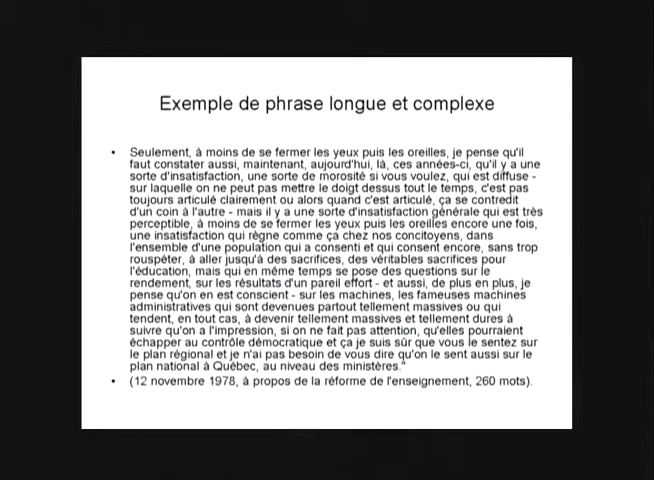 Exemple de phrase longue et complexe
• Seulement, à moins de se fermer les yeux puis les oreilles, je pense qu'il
faut constater aussi, maintenant, aujourd'hui, là, ces années-ci, qu'il y a une
sorte d'insatisfaction, une sorte de morosité si vous voulez, qui est diffuse -
sur laquelle on ne peut pas mettre le doigt dessus tout le temps, c'est pas
toujours articulé clairement ou alors quand c'est articulé, ça se contredit
d'un coin à l'autre - mais il y a une sorte d'insatisfaction générale qui est très
perceptible, à moins de se fermer les yeux puis les oreilles encore une fois,
une insatisfaction qui règne comme ça chez nos concitoyens, dans
l'ensemble d'une population qui a consenti et qui consent encore, sans trop
rouspéter, à aller jusqu'à des sacrifices, des véritables sacrifices pour
l'éducation, mais qui en même temps se pose des questions sur le
rendement, sur les résultats d'un pareil effort - et aussi, de plus en plus, je
pense qu'on en est conscient - sur les machines, les fameuses machines
administratives qui sont devenues partout tellement massives ou qui
tendent, en tout cas, à devenir tellement massives et tellement dures à
suivre qu'on a l'impression, si on ne fait pas attention, qu'elles pourraient
échapper au contrôle démocratique et ça je suis sûr que vous le sentez sur
le plan régional et je n'ai pas besoin de vous dire qu'on le sent aussi sur le
plan national à Québec, au niveau des ministères."
• (12 novembre 1978, à propos de la réforme de l'enseignement, 260 mots).